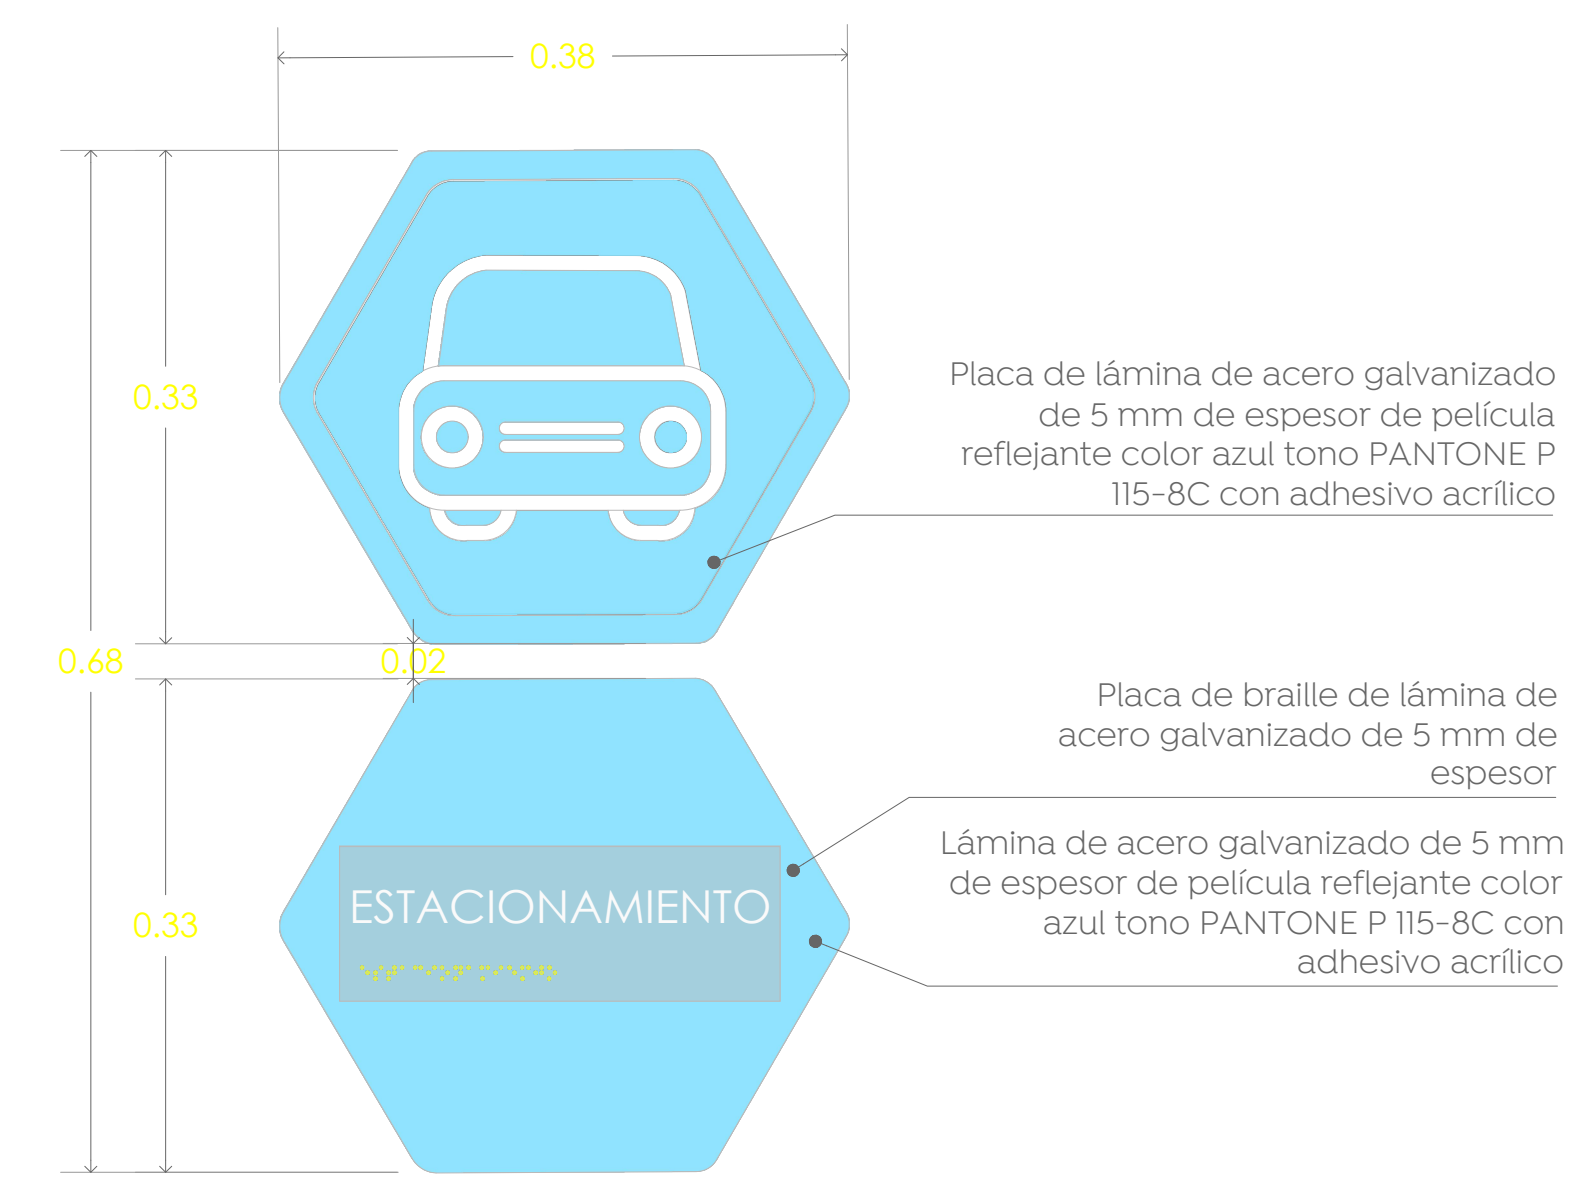 0.38
0.33
Placa de lámina de acero galvanizado
de 5 mm de espesor de película
reflejante color azul tono PANTONE P
115-8C con adhesivo acrílico
0.68
0.02
Placa de braille de lámina de
acero galvanizado de 5 mm de
espesor
Lámina de acero galvanizado de 5 mm
de espesor de película reflejante color
azul tono PANTONE P 115-8C con
adhesivo acrílico
ESTACIONAMIENTO
0.33